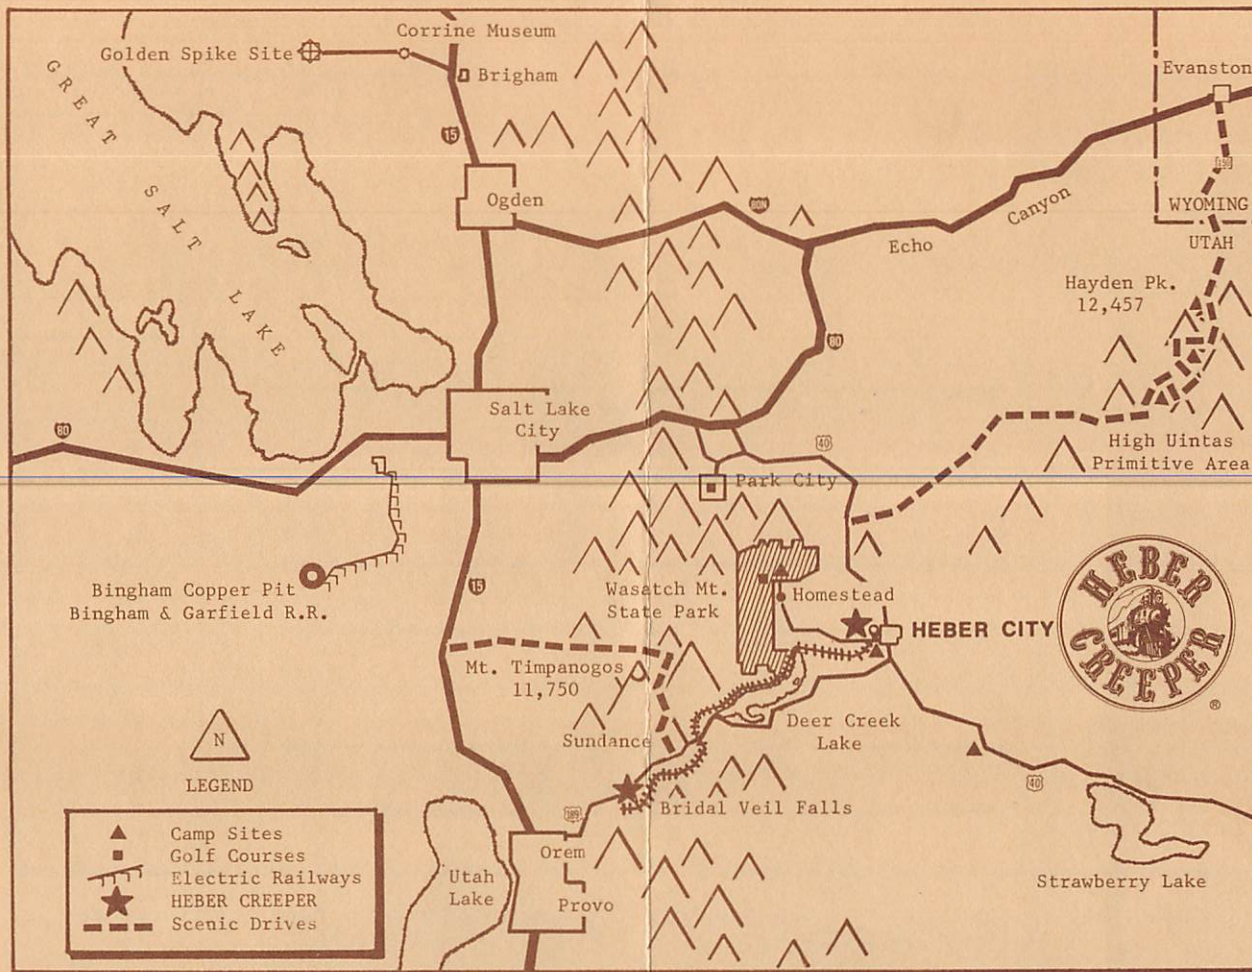 Corrine Museum
Golden Spike Site
Brigham
Evanston
GREAT SALT LAKE
15
Ogden
80N
150
WYOMING
UTAH
Echo Canyon
Hayden Pk.
12,457
80
80
Salt Lake
City
40
High Uintas
Primitive Area
Park City
Bingham Copper Pit
Bingham & Garfield R.R.
15
Wasatch Mt.
State Park
Homestead
HEBER CITY
HEBER
CREEPER
®
Mt. Timpanogos
11,750
Sundance
Deer Creek
Lake
N
LEGEND
Bridal Veil Falls
40
189
Camp Sites
Golf Courses
Electric Railways
HEBER CREEPER
Scenic Drives
Utah
Lake
Orem
Provo
Strawberry Lake